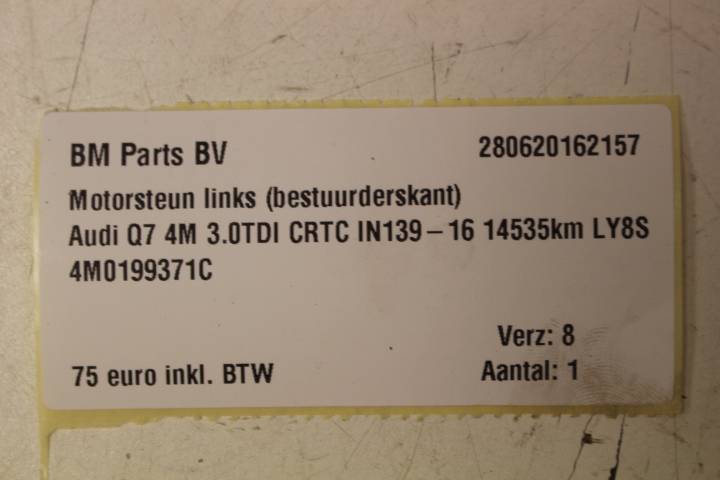 BM Parts BV 280620162157
Motorsteun links (bestuurderskant)
Audi Q7 4M 3.0TDI CRTC IN139-16 14535km LY8S
4M0199371C
Verz: 8
75 euro inkl. BTW Aantal: 1